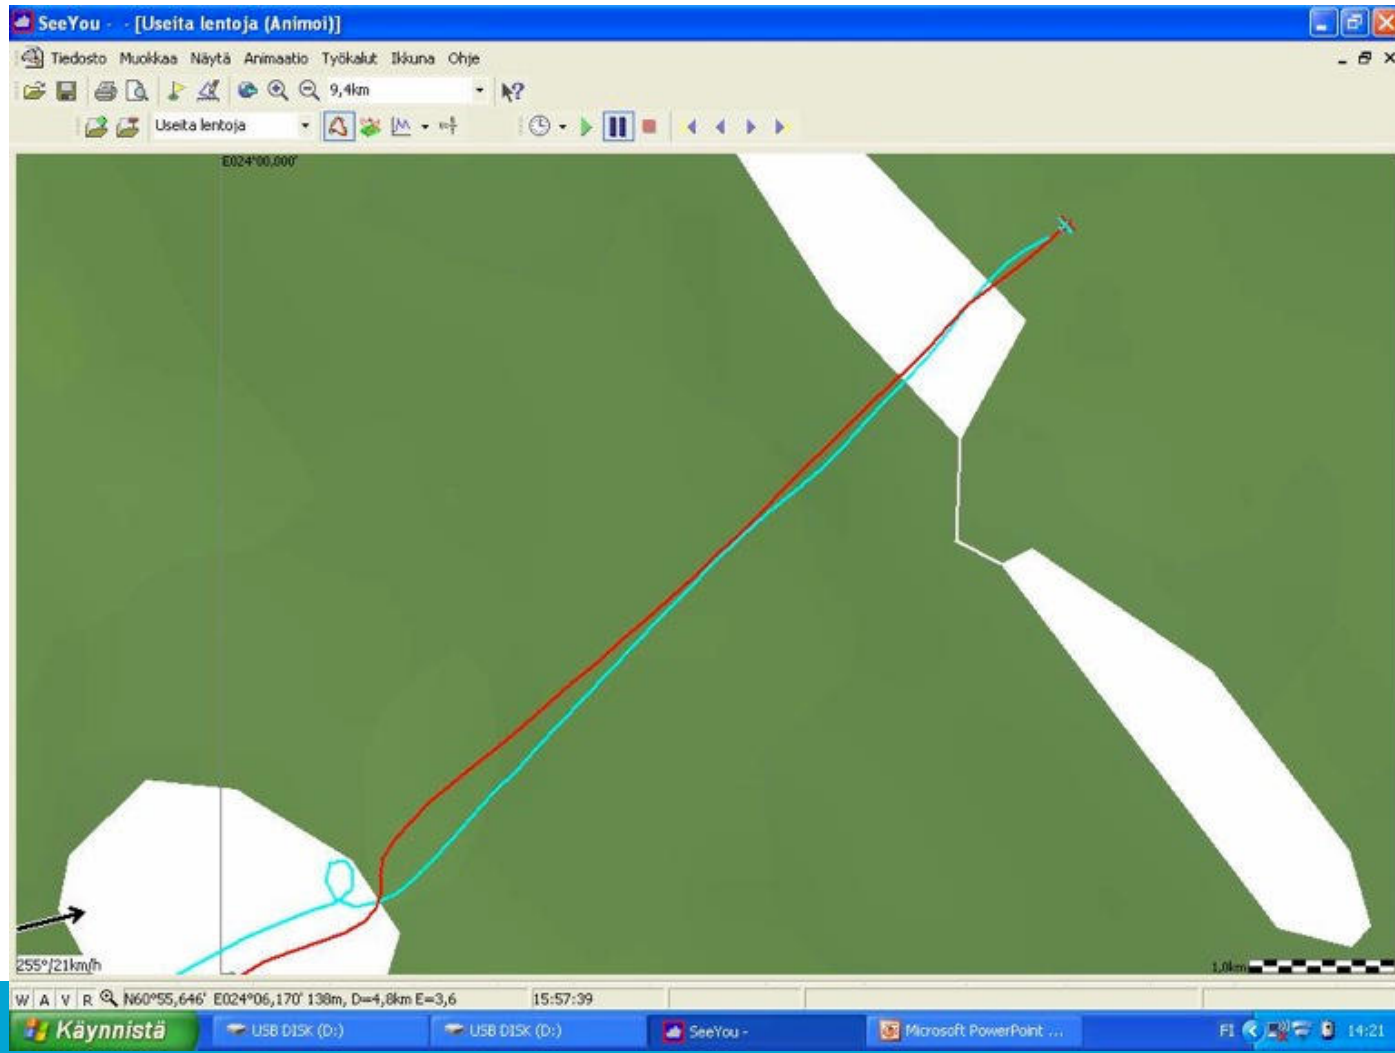 SeeYou - - [Useita lentoja (Animoi)]
Tiedosto Muokkaa Näytä Animaatio Työkalut Ikkuna Ohje
9,4km
Useita lentoja
E024°00,000'
255°/21km/h
1,0km
W A V R N60°55,646' E024°06,170' 138m, D=4,8km E=3,6 15:57:39
Käynnistä USB DISK (D:) USB DISK (D:) SeeYou - Microsoft PowerPoint ... FI 14:21